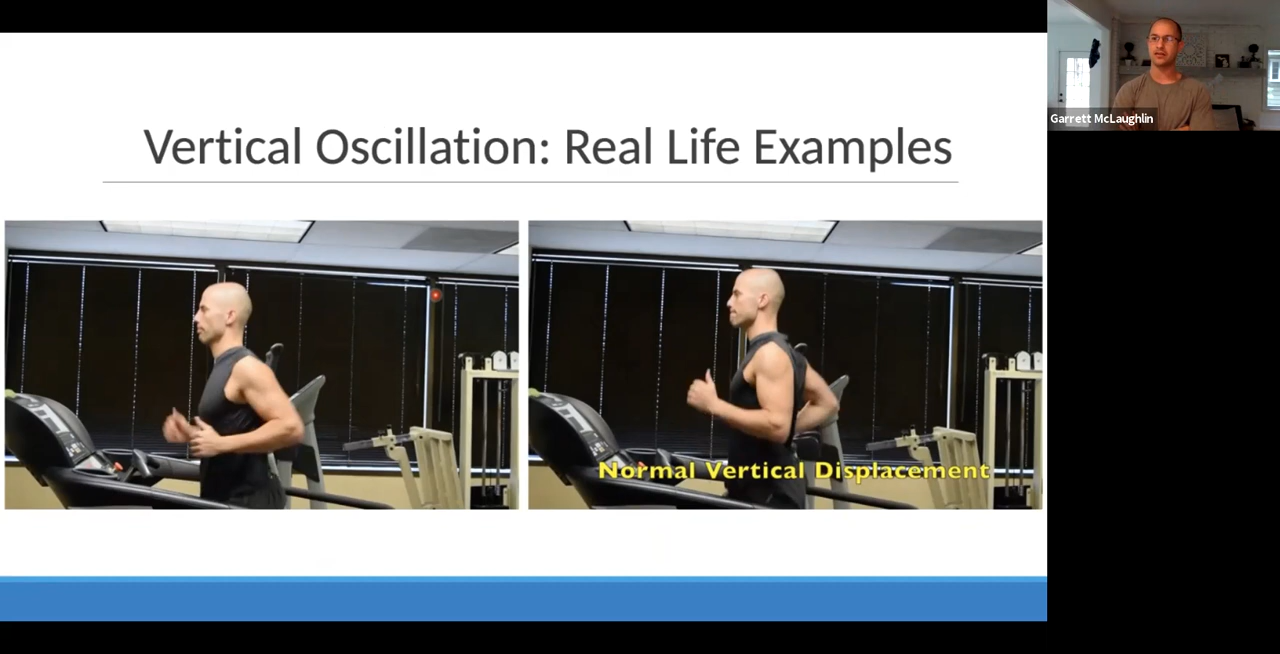 Vertical Oscillation: Real Life Examples
Normal Vertical Displacement
Garrett McLaughlin